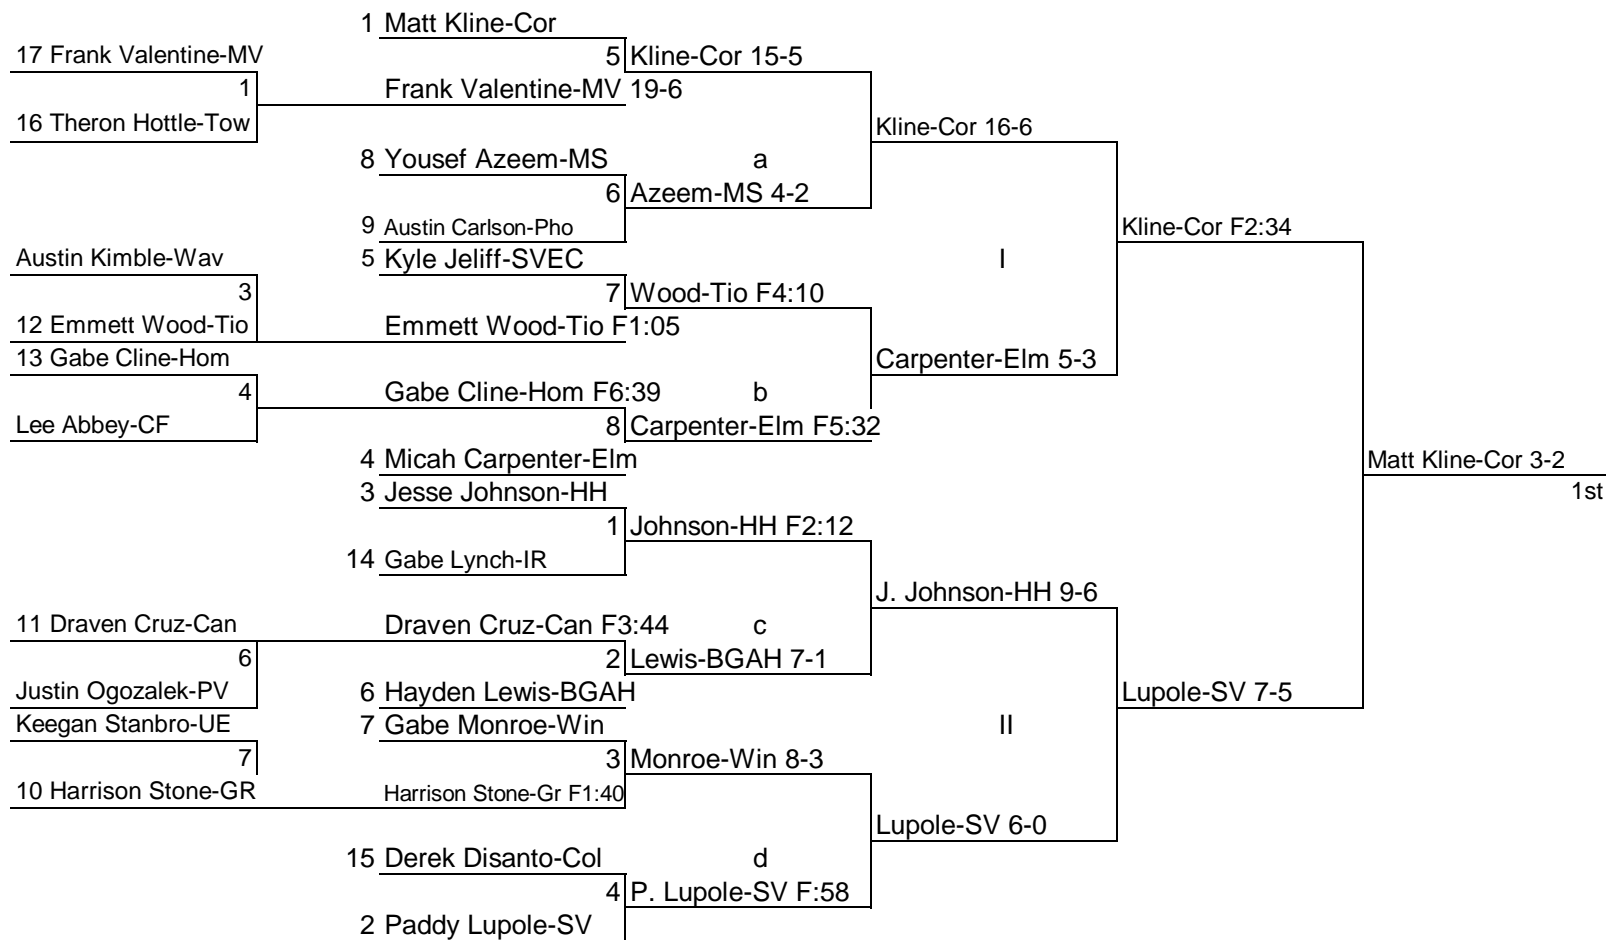 1 Matt Kline-Cor
17 Frank Valentine-MV
5 Kline-Cor 15-5
1
Frank Valentine-MV 19-6
16 Theron Hottle-Tow
Kline-Cor 16-6
8 Yousef Azeem-MS
a
6 Azeem-MS 4-2
9 Austin Carlson-Pho
Kline-Cor F2:34
Austin Kimble-Wav
5 Kyle Jeliff-SVEC
I
3
7 Wood-Tio F4:10
12 Emmett Wood-Tio
Emmett Wood-Tio F1:05
13 Gabe Cline-Hom
Carpenter-Elm 5-3
4
Gabe Cline-Hom F6:39
b
Lee Abbey-CF
8 Carpenter-Elm F5:32
4 Micah Carpenter-Elm
Matt Kline-Cor 3-2
3 Jesse Johnson-HH
1st
1 Johnson-HH F2:12
14 Gabe Lynch-IR
J. Johnson-HH 9-6
11 Draven Cruz-Can
Draven Cruz-Can F3:44
c
6
2 Lewis-BGAH 7-1
Justin Ogozalek-PV
6 Hayden Lewis-BGAH
Lupole-SV 7-5
Keegan Stanbro-UE
7 Gabe Monroe-Win
II
7
3 Monroe-Win 8-3
10 Harrison Stone-GR
Harrison Stone-Gr F1:40
Lupole-SV 6-0
15 Derek Disanto-Col
d
4 P. Lupole-SV F:58
2 Paddy Lupole-SV